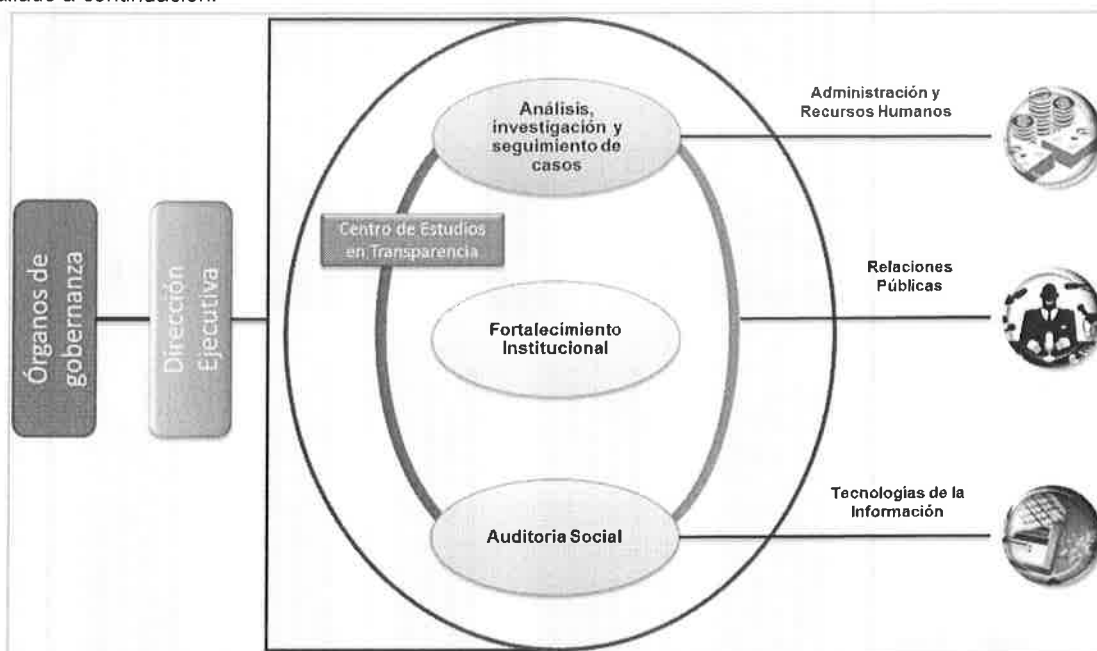 a continuación.
Órganos de
gobernanza
Dirección
Ejecutiva
Centro de Estudios
en Transparencia
Análisis,
investigación y
seguimiento de
casos
Fortalecimiento
Institucional
Auditoria Social
Administración y
Recursos Humanos
Relaciones
Públicas
Tecnologías de la
Información